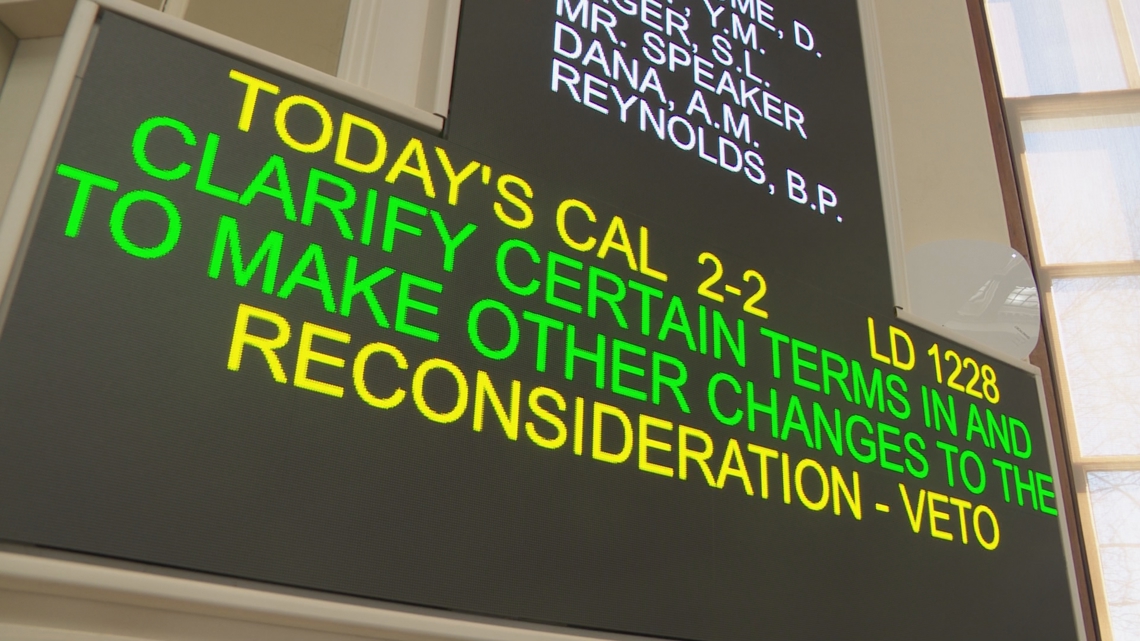 D.
Y.M.
S.L.
MR. SPEAKER
DANA, A.M.
REYNOLDS, B.P.
TODAY'S CAL 2-2 LD 1228
CLARIFY CERTAIN TERMS IN AND
TO MAKE OTHER CHANGES TO THE
RECONSIDERATION - VETO